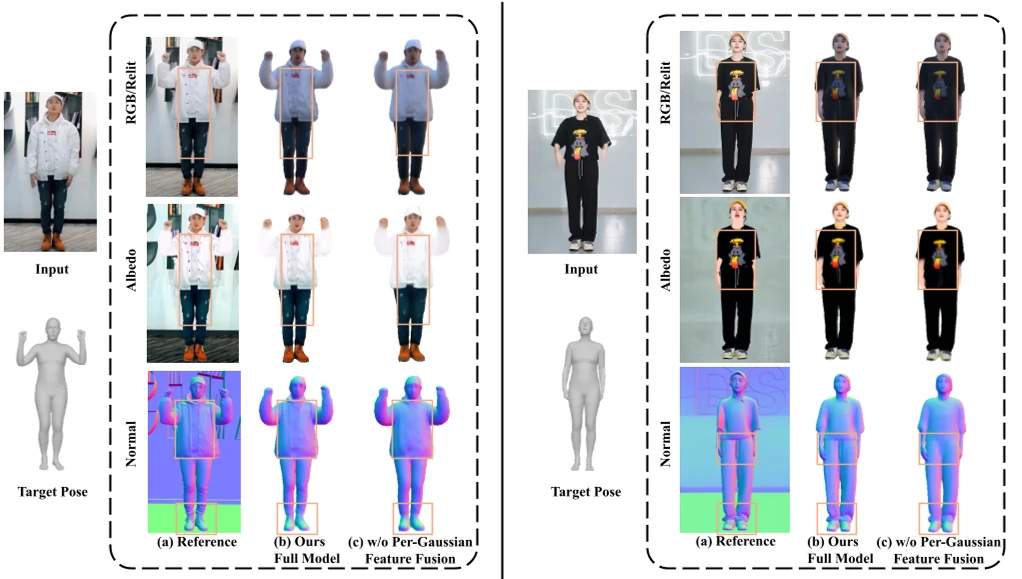 RGB/Relit
Input
Albedo
Target Pose
Normal
(a) Reference
(b) Ours
Full Model
(c) w/o Per-Gaussian
Feature Fusion
RGB/Relit
Input
Albedo
Target Pose
Normal
(a) Reference
(b) Ours
Full Model
(c) w/o Per-Gaussian
Feature Fusion